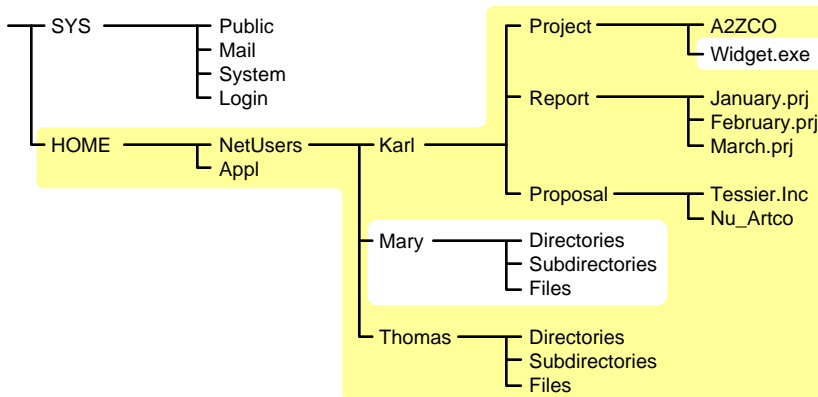 SYS Public Project A2ZCO
Mail Widget.exe
System
Login Report January.prj
February.prj
HOME NetUsers Karl March.prj
Appl
Proposal Tessier.Inc
Nu_Artco
Mary Directories
Subdirectories
Files
Thomas Directories
Subdirectories
Files